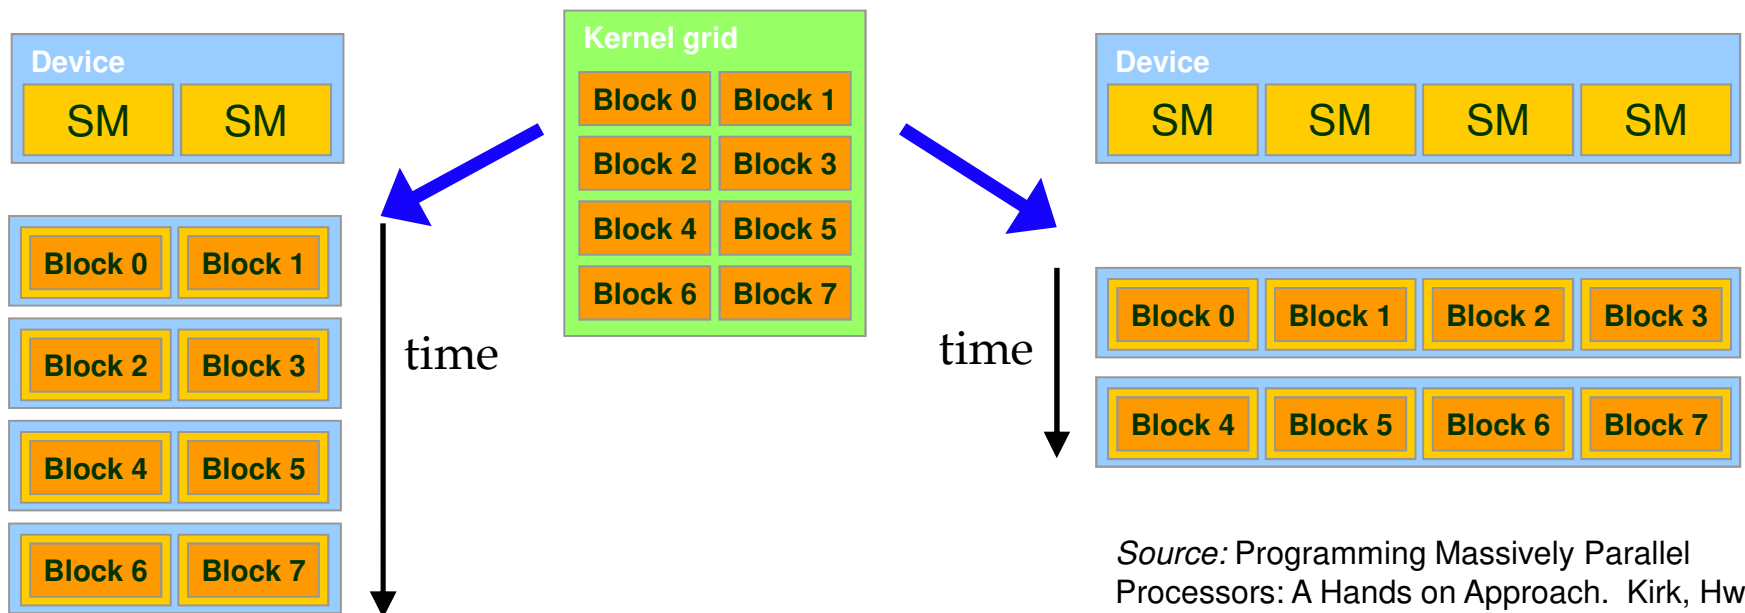 Device
SM SM
Block 0 Block 1
Block 2 Block 3
Block 4 Block 5
Block 6 Block 7
time
Kernel grid
Block 0 Block 1
Block 2 Block 3
Block 4 Block 5
Block 6 Block 7
Device
SM SM SM SM
time
Block 0 Block 1 Block 2 Block 3
Block 4 Block 5 Block 6 Block 7
Source: Programming Massively Parallel
Processors: A Hands on Approach. Kirk, Hw